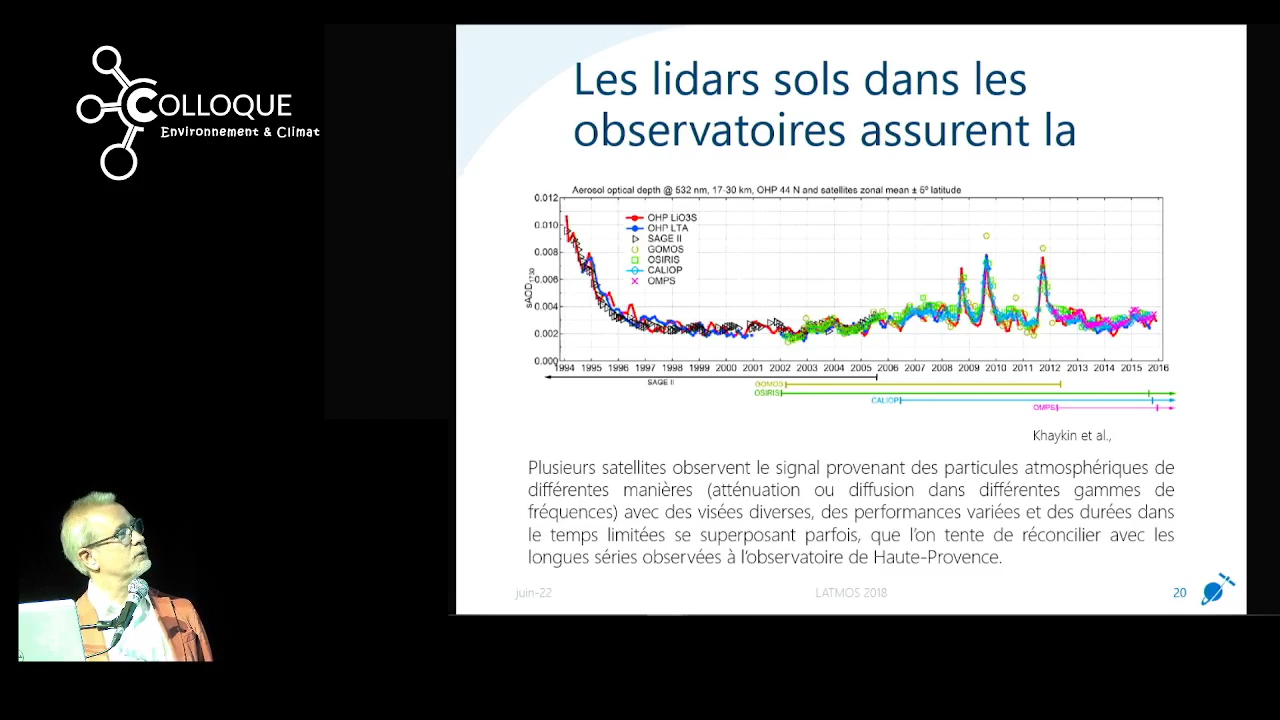 COLLOQUE
Environnement & Climat
Les lidars sols dans les
observatoires assurent la
Aerosol optical depth @ 532 nm, 17-30 km, OHP 44 N and satellites zonal mean ± 5º latitude
0.012
0.010
0.008
0.006
0.004
0.002
0.000
sAOD1730
OHP LiO3S
OHP LTA
SAGE II
GOMOS
OSIRIS
CALIOP
OMPS
1994 1995 1996 1997 1998 1999 2000 2001 2002 2003 2004 2005 2006 2007 2008 2009 2010 2011 2012 2013 2014 2015 2016
SAGE II
GOMOS
OSIRIS
CALIOP
OMPS
Khaykin et al.,
Plusieurs satellites observent le signal provenant des particules atmosphériques de
différentes manières (atténuation ou diffusion dans différentes gammes de
fréquences) avec des visées diverses, des performances variées et des durées dans
le temps limitées se superposant parfois, que l'on tente de réconcilier avec les
longues séries observées à l'observatoire de Haute-Provence.
juin-22
LATMOS 2018
20